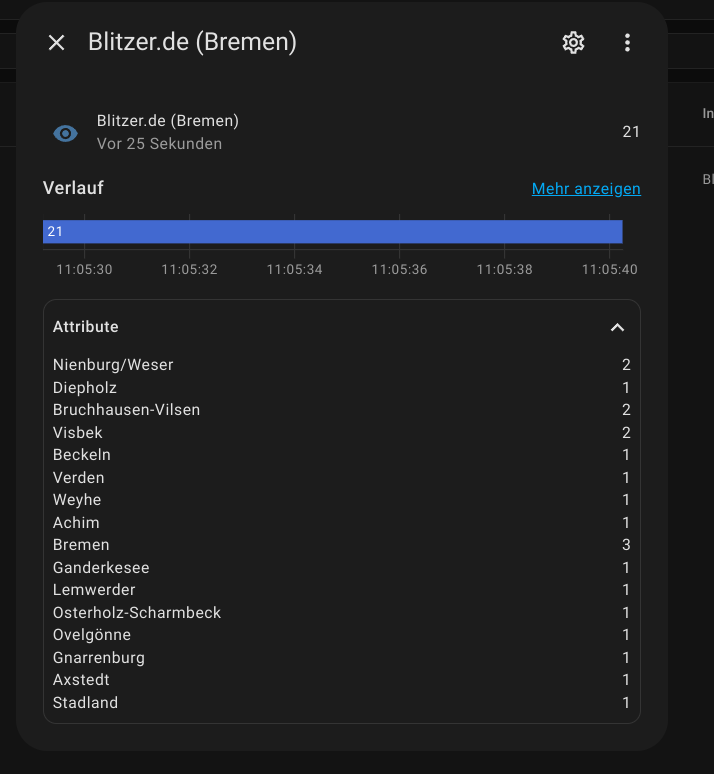 Blitzer.de (Bremen)
In
Blitzer.de (Bremen)
Vor 25 Sekunden
21
Bl
Verlauf
Mehr anzeigen
21
11:05:30 11:05:32 11:05:34 11:05:36 11:05:38 11:05:40
Attribute
Nienburg/Weser 2
Diepholz 1
Bruchhausen-Vilsen 2
Visbek 2
Beckeln 1
Verden 1
Weyhe 1
Achim 1
Bremen 3
Ganderkesee 1
Lemwerder 1
Osterholz-Scharmbeck 1
Ovelgönne 1
Gnarrenburg 1
Axstedt 1
Stadland 1